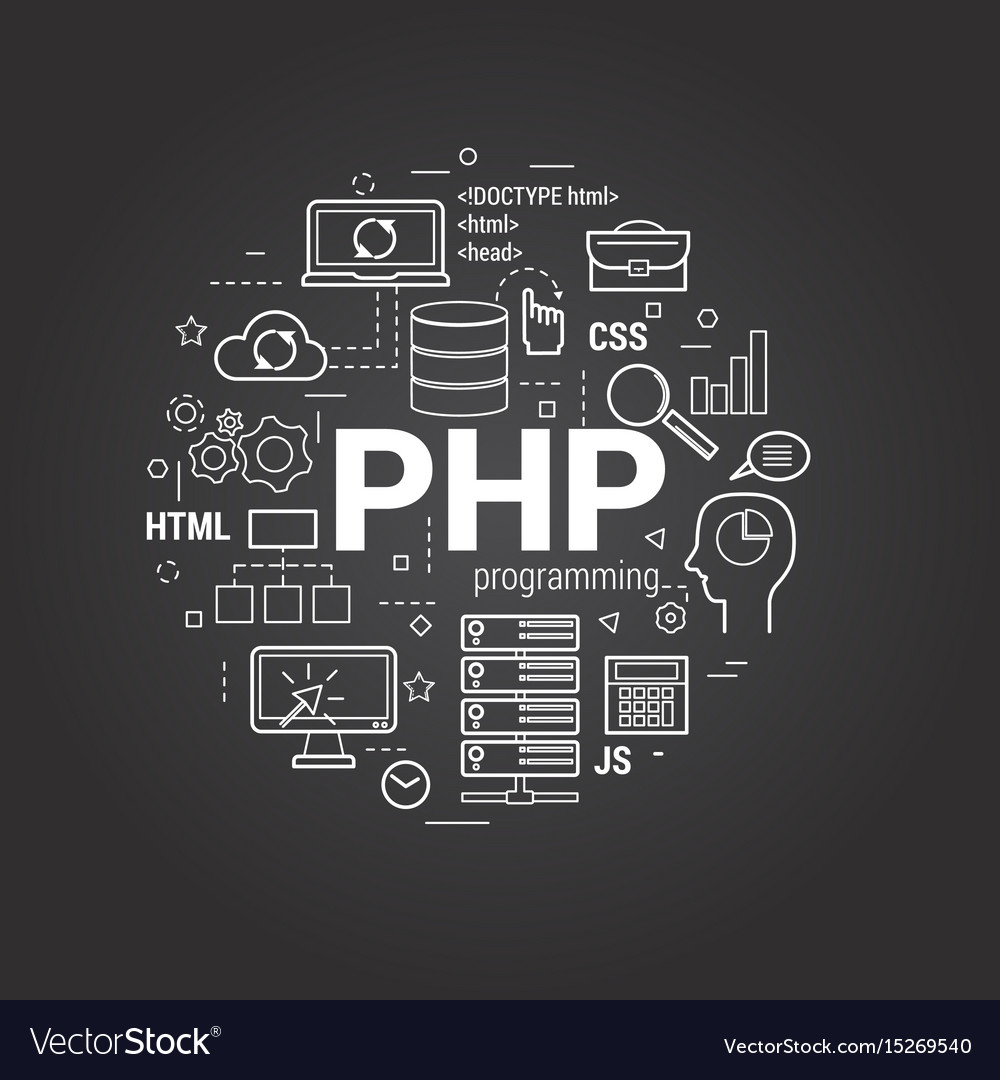 <!DOCTYPE html>
<html>
<head>
CSS
PHP
HTML
programming
JS
VectorStock®
VectorStock.com/15269540